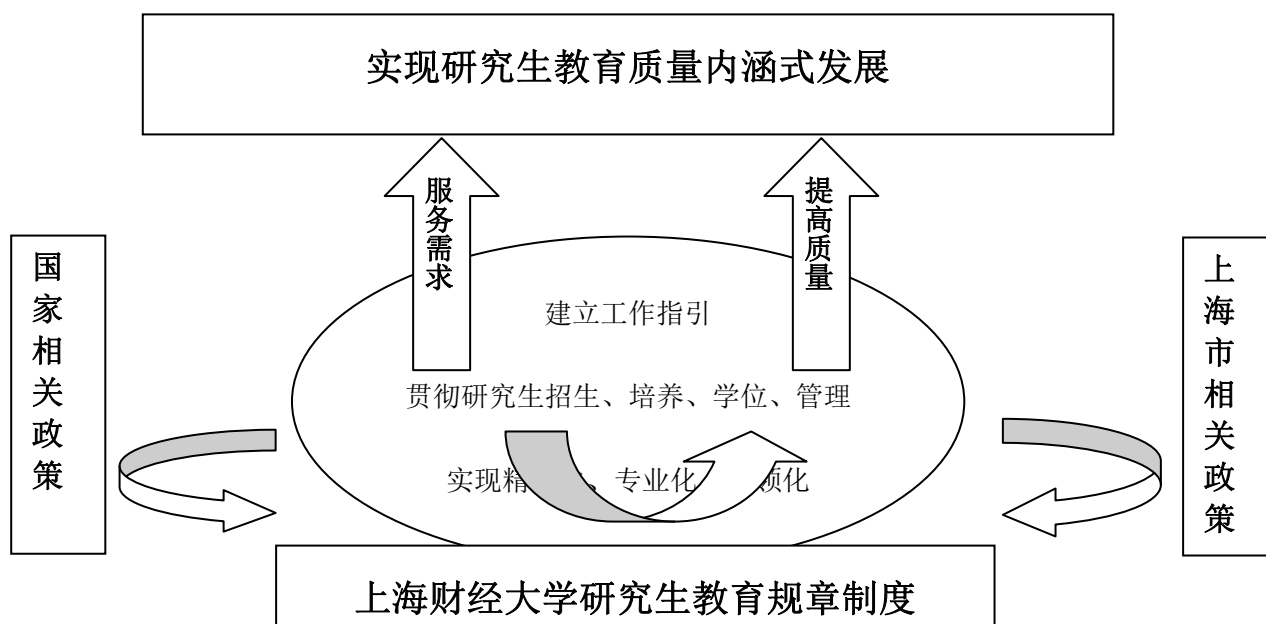 实现研究生教育质量内涵式发展
服务需求
提高质量
国家相关政策
上海市相关政策
建立工作指引
贯彻研究生招生、培养、学位、管理
实现精、专业化
化
上海财经大学研究生教育规章制度